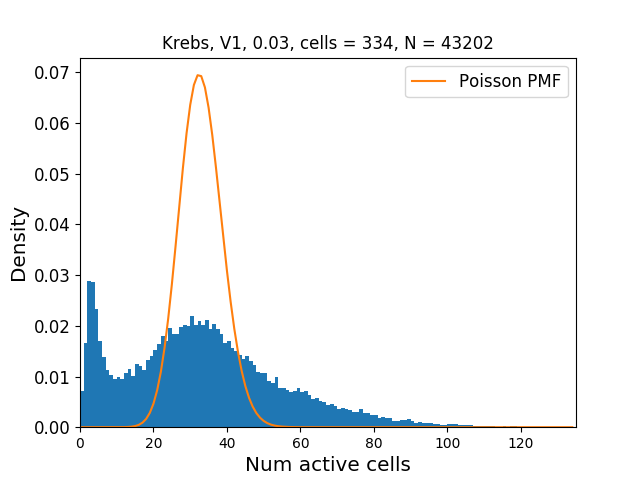 Krebs, V1, 0.03, cells = 334, N = 43202
Poisson PMF
Density
0.07
0.06
0.05
0.04
0.03
0.02
0.01
0.00
0 20 40 60 80 100 120
Num active cells